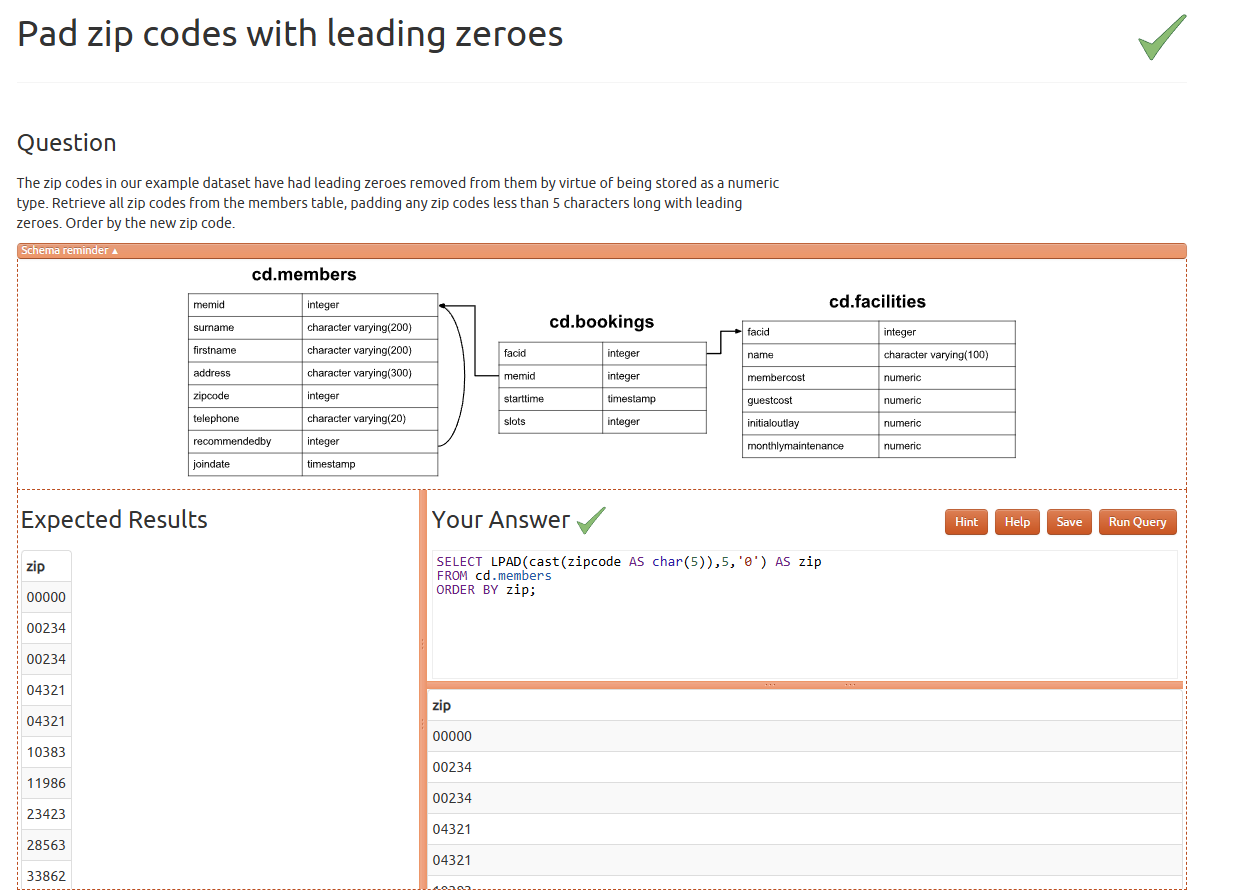 Pad zip codes with leading zeroes
Question
The zip codes in our example dataset have had leading zeroes removed from them by virtue of being stored as a numeric
type. Retrieve all zip codes from the members table, padding any zip codes less than 5 characters long with leading
zeroes. Order by the new zip code.
Schema reminder ▲
cd.members
memid integer
surname character varying(200)
firstname character varying(200)
address character varying(300)
zipcode integer
telephone character varying(20)
recommendedby integer
joindate timestamp
cd.bookings
facid integer
memid integer
starttime timestamp
slots integer
cd.facilities
facid integer
name character varying(100)
membercost numeric
guestcost numeric
initialoutlay numeric
monthlymaintenance numeric
Expected Results
zip
00000
00234
00234
04321
04321
10383
11986
23423
28563
33862
Your Answer
Hint Help Save Run Query
SELECT LPAD(cast(zipcode AS char(5)),5,'0') AS zip
FROM cd.members
ORDER BY zip;
zip
00000
00234
00234
04321
04321